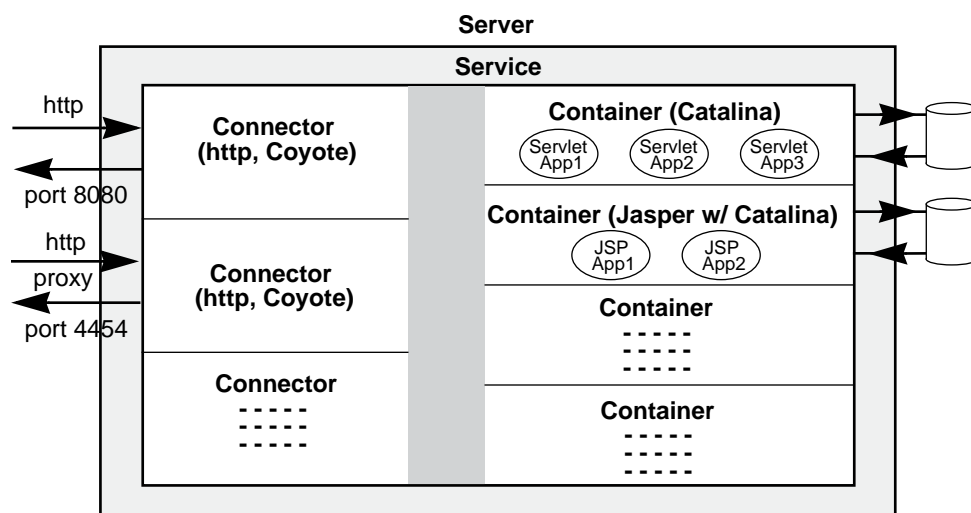 Server
Service
http
port 8080
http
proxy
port 4454
Connector
(http, Coyote)
Connector
(http, Coyote)
Connector
- - - - -
- - - - -
- - - - -
Container (Catalina)
Servlet
App1
Servlet
App2
Servlet
App3
Container (Jasper w/ Catalina)
JSP
App1
JSP
App2
Container
- - - - -
- - - - -
- - - - -
Container
- - - - -
- - - - -
- - - - -